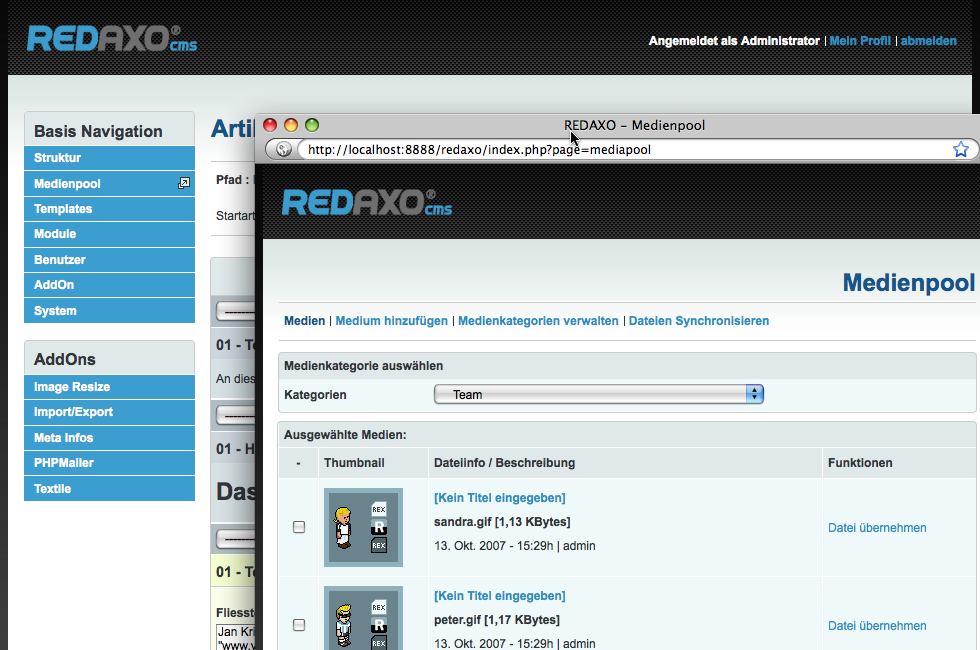 REDAXO® cms
Angemeldet als Administrator | Mein Profil | abmelden
Basis Navigation
Struktur
Medienpool
Templates
Module
Benutzer
AddOn
System
AddOns
Image Resize
Import/Export
Meta Infos
PHPMailer
Textile
Arti
Pfad :
Startart
01 - T
An dies
01 - H
Das
01 - Te
Fliesst
Jan Kri
"www.
REDAXO – Medienpool
http://localhost:8888/redaxo/index.php?page=mediapool
REDAXO® cms
Medienpool
Medien | Medium hinzufügen | Medienkategorien verwalten | Dateien Synchronisieren
Medienkategorie auswählen
Kategorien Team
Ausgewählte Medien:
- Thumbnail Dateiinfo / Beschreibung Funktionen
REX
R
REX
[Kein Titel eingegeben]
sandra.gif [1,13 KBytes]
13. Okt. 2007 - 15:29h | admin
Datei übernehmen
REX
R
REX
[Kein Titel eingegeben]
peter.gif [1,17 KBytes]
13. Okt. 2007 - 15:29h | admin
Datei übernehmen